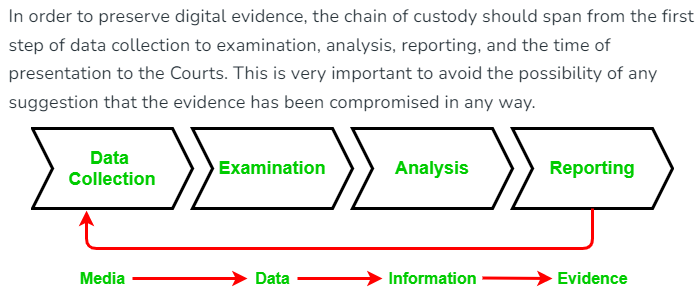 In order to preserve digital evidence, the chain of custody should span from the first
step of data collection to examination, analysis, reporting, and the time of
presentation to the Courts. This is very important to avoid the possibility of any
suggestion that the evidence has been compromised in any way.
Data
Collection
Examination
Analysis
Reporting
Media
Data
Information
Evidence